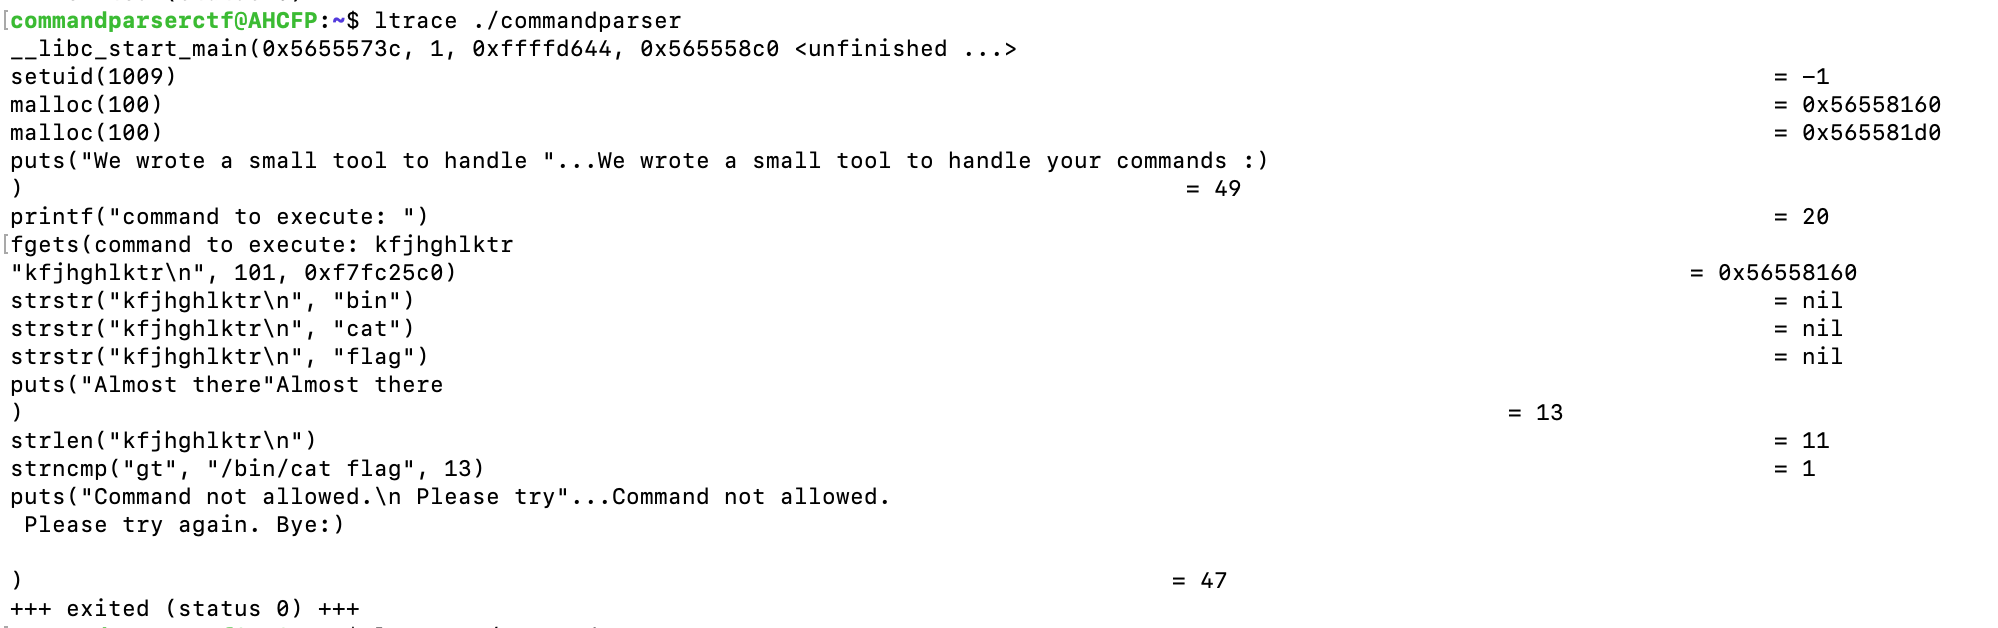 commandparserctf@AHCFP:~$ ltrace ./commandparser
__libc_start_main(0x5655573c, 1, 0xffffd644, 0x565558c0 <unfinished ...>
setuid(1009) = -1
malloc(100) = 0x56558160
malloc(100) = 0x565581d0
puts("We wrote a small tool to handle "...We wrote a small tool to handle your commands :)
) = 49
printf("command to execute: ") = 20
fgets(command to execute: kfjhghlktr
"kfjhghlktr\n", 101, 0xf7fc25c0) = 0x56558160
strstr("kfjhghlktr\n", "bin") = nil
strstr("kfjhghlktr\n", "cat") = nil
strstr("kfjhghlktr\n", "flag") = nil
puts("Almost there"Almost there
) = 13
strlen("kfjhghlktr\n") = 11
strncmp("gt", "/bin/cat flag", 13) = 1
puts("Command not allowed.\n Please try"...Command not allowed.
 Please try again. Bye:)
) = 47
+++ exited (status 0) +++